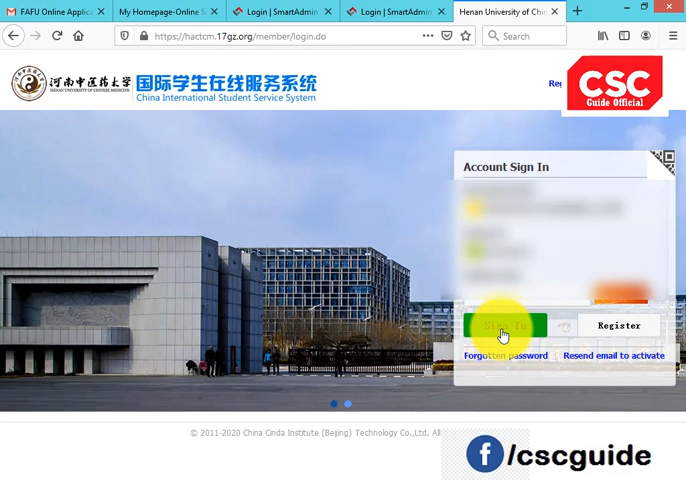 FAFU Online Applica
My Homepage-Online S
Login | SmartAdmin
Login | SmartAdmin
Henan University of Chin
https://hactcm.17gz.org/member/login.do
Search
河南中医药大学
HENAN UNIVERSITY OF CHINESE MEDICINE
国际学生在线服务系统
China International Student Service System
CSC
Guide Official
Account Sign In
Sign In
Register
Forgotten password
Resend email to activate
© 2011-2020 China Cinda Institute (Beijing) Technology Co.,Ltd. Al
/cscguide